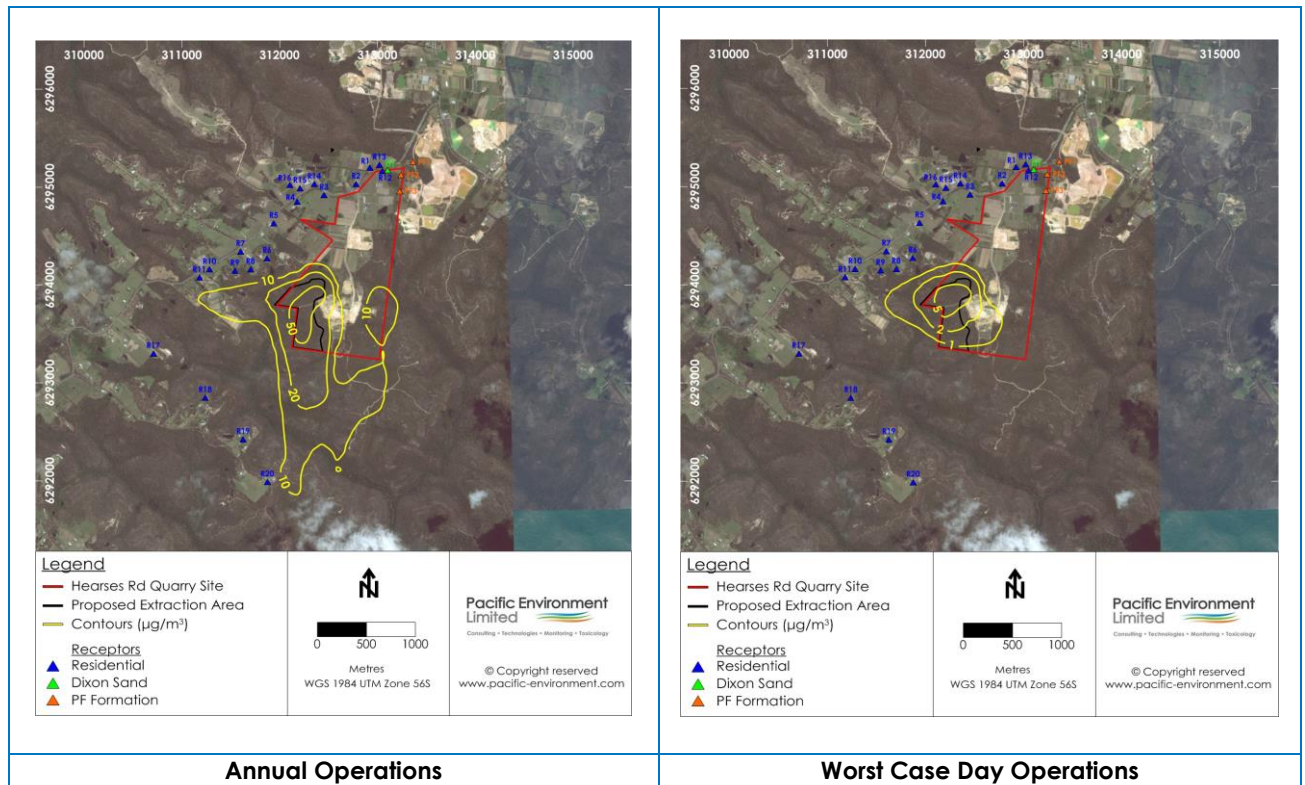 310000 311000 312000 313000 314000 315000
6296000
6295000
6294000
6293000
6292000
R13
R1
R12
R2
R14
R16
R15
R3
R4
R5
R7
R6
R10
R9
R8
R11
R17
R18
R19
R20
10
10
50
20
10
Legend
Hearses Rd Quarry Site
Proposed Extraction Area
Contours (µg/m³)
Receptors
Residential
Dixon Sand
PF Formation
N
0 500 1000
Metres
WGS 1984 UTM Zone 56S
Pacific Environment
Limited
Consulting • Technologies • Monitoring • Toxicology
© Copyright reserved
www.pacific-environment.com
Annual Operations
310000 311000 312000 313000 314000 315000
6296000
6295000
6294000
6293000
6292000
R13
R1
R12
R2
R14
R16
R15
R3
R4
R5
R7
R6
R10
R9
R8
R11
R17
R18
R19
R20
5
2
1
Legend
Hearses Rd Quarry Site
Proposed Extraction Area
Contours (µg/m³)
Receptors
Residential
Dixon Sand
PF Formation
N
0 500 1000
Metres
WGS 1984 UTM Zone 56S
Pacific Environment
Limited
Consulting • Technologies • Monitoring • Toxicology
© Copyright reserved
www.pacific-environment.com
Worst Case Day Operations